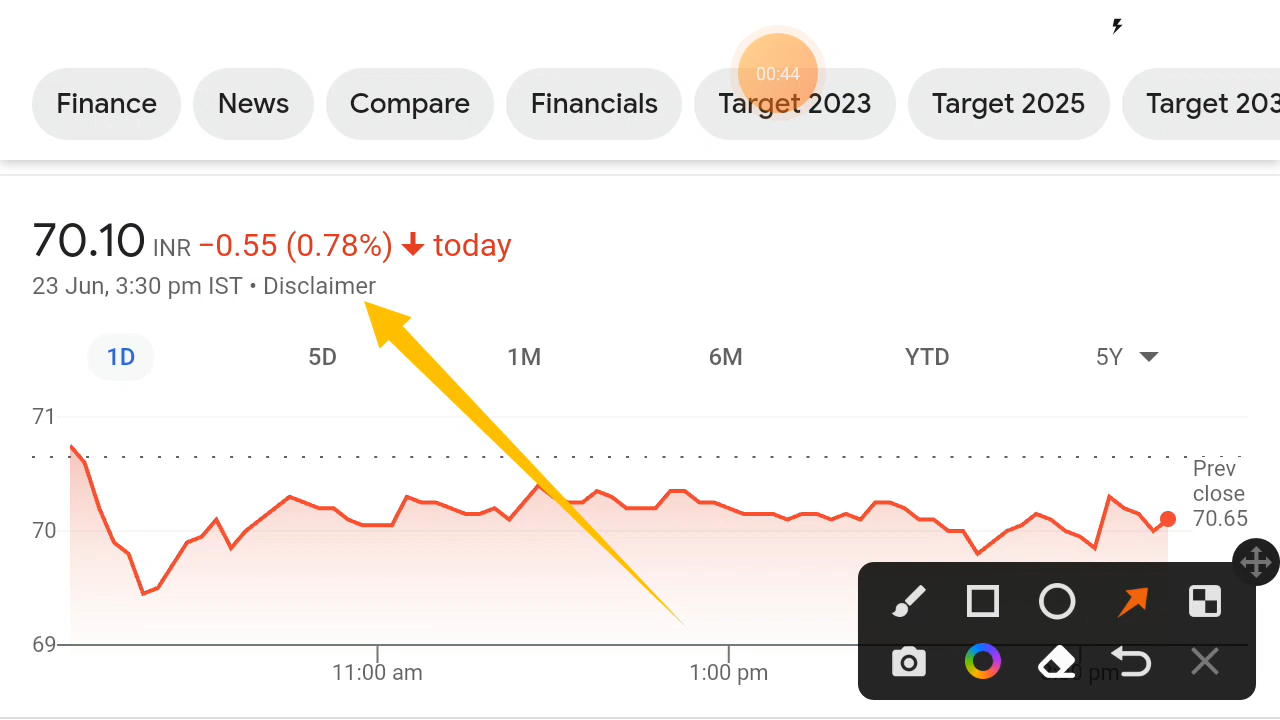 00:44
Finance News Compare Financials Target 2023 Target 2025 Target 203
70.10 INR −0.55 (0.78%) today
23 Jun, 3:30 pm IST • Disclaimer
1D 5D 1M 6M YTD 5Y
71
Prev
close
70.65
70
69
11:00 am 1:00 pm